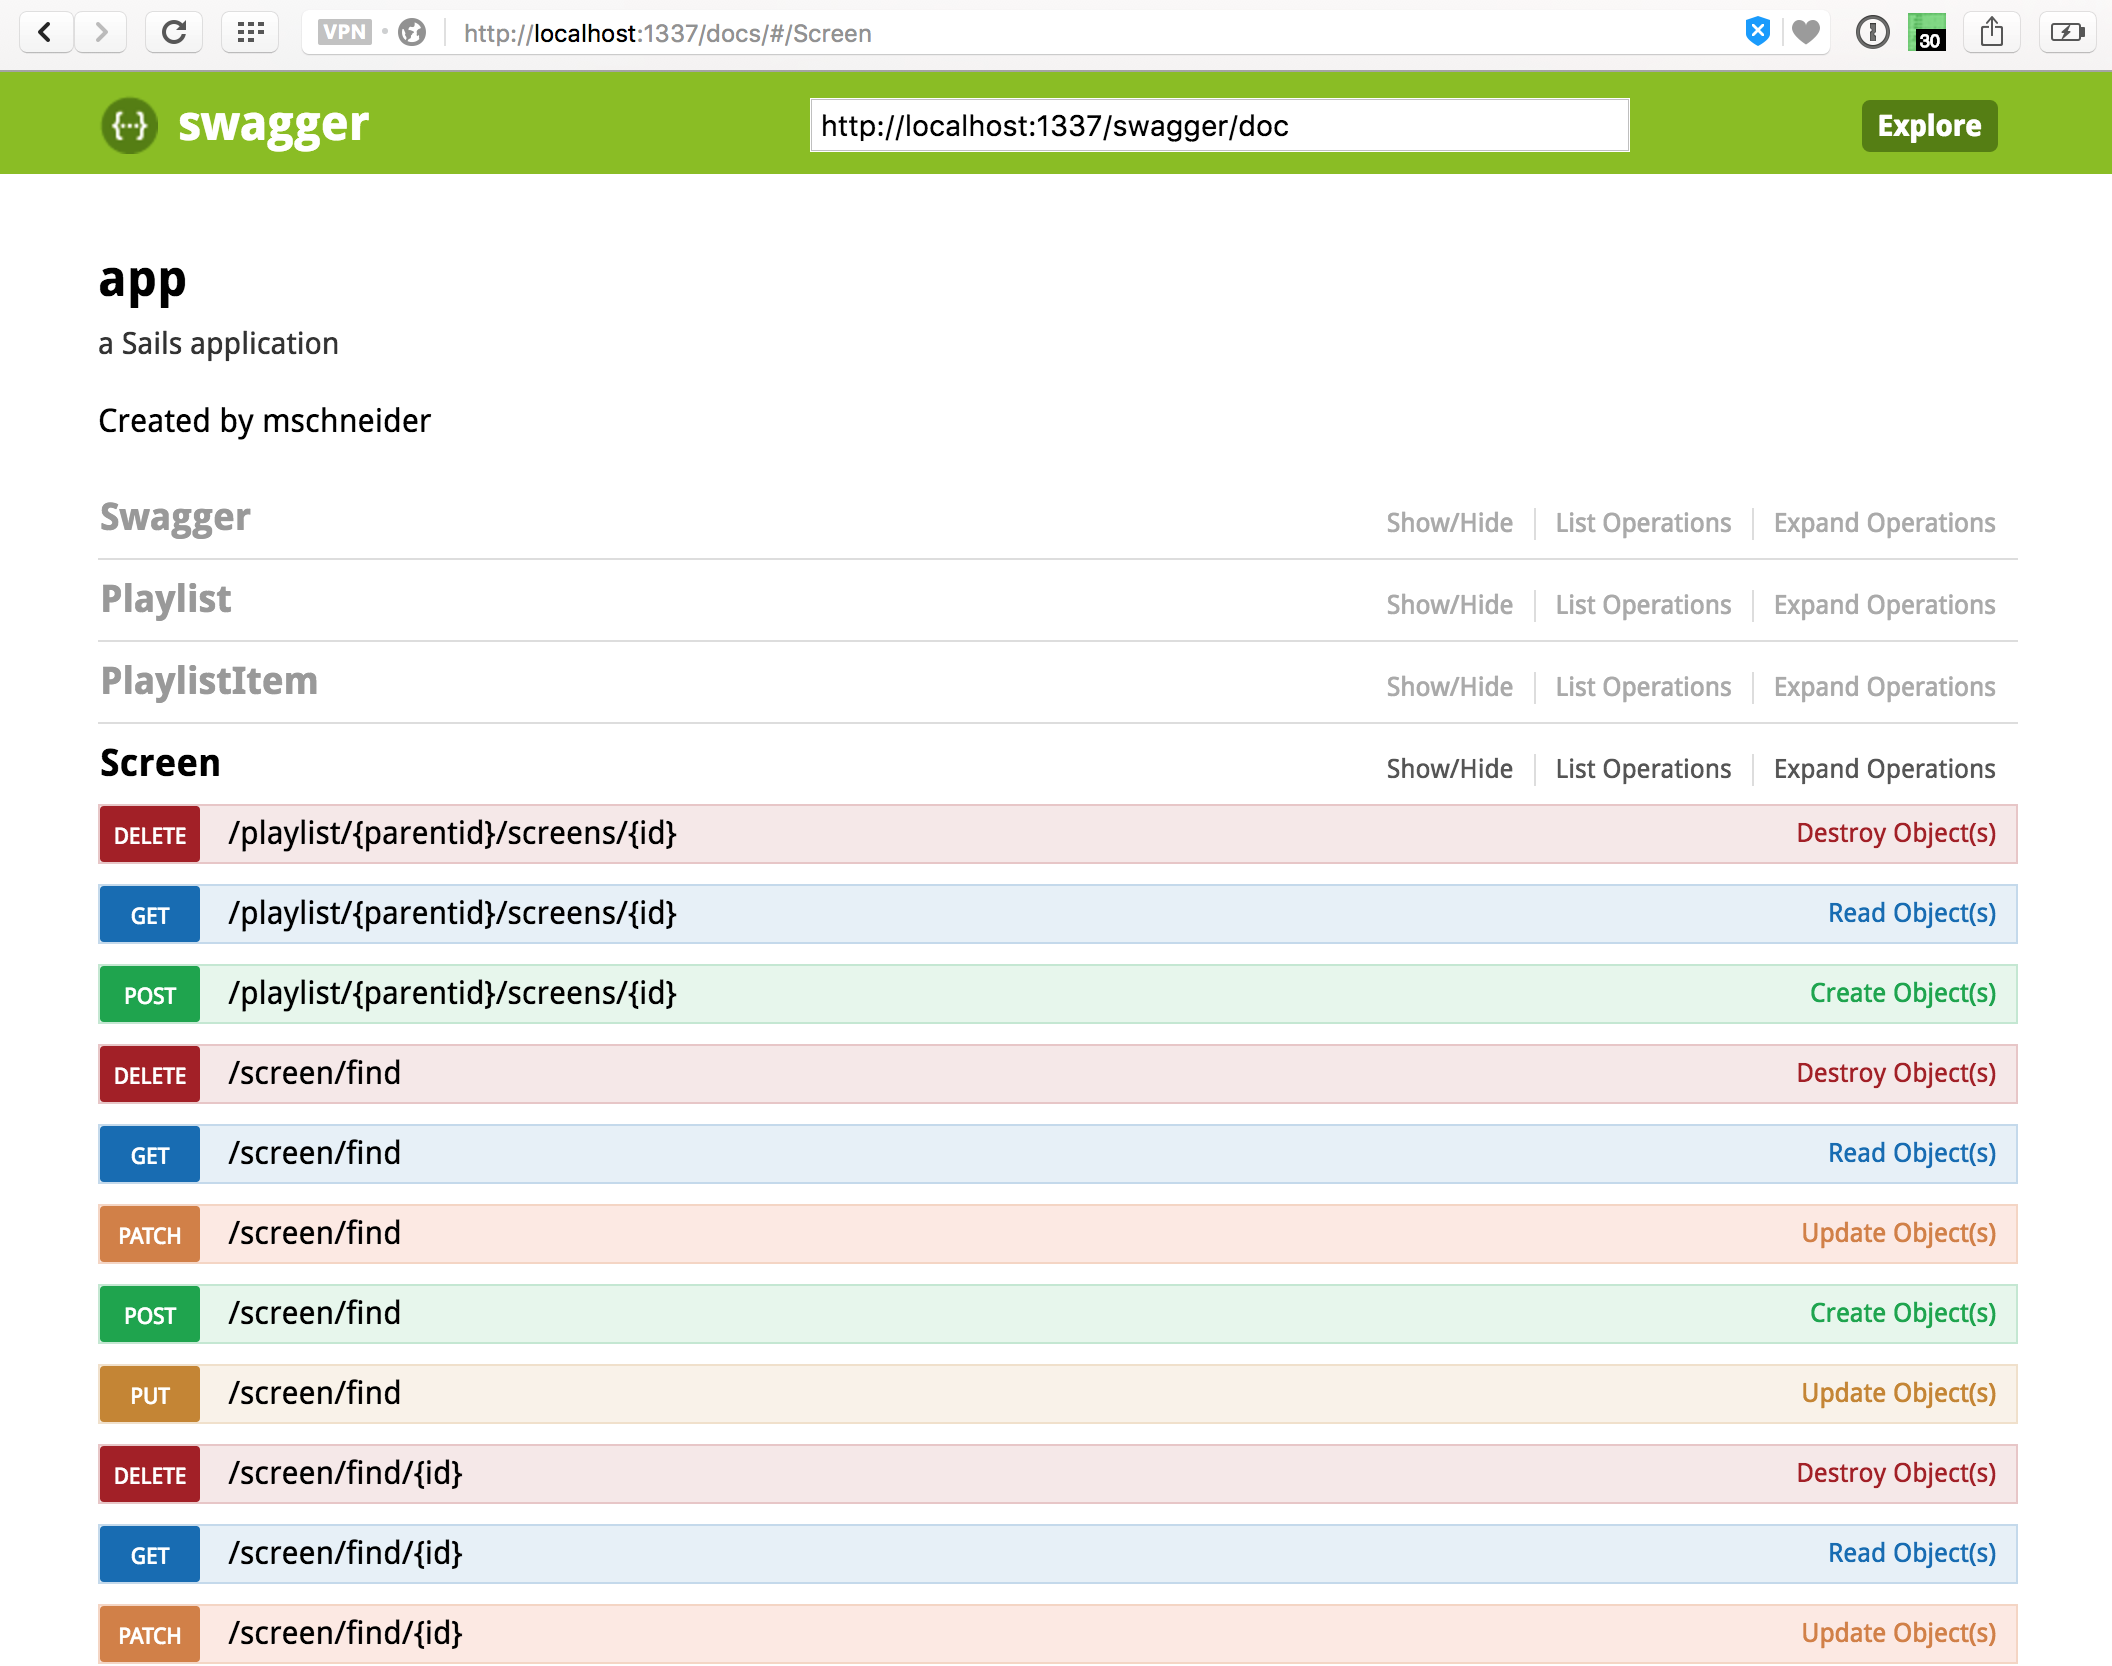 VPN http://localhost:1337/docs/#/Screen 30
{···} swagger http://localhost:1337/swagger/doc Explore
app
a Sails application
Created by mschneider
Swagger Show/Hide List Operations Expand Operations
Playlist Show/Hide List Operations Expand Operations
PlaylistItem Show/Hide List Operations Expand Operations
Screen Show/Hide List Operations Expand Operations
DELETE /playlist/{parentid}/screens/{id} Destroy Object(s)
GET /playlist/{parentid}/screens/{id} Read Object(s)
POST /playlist/{parentid}/screens/{id} Create Object(s)
DELETE /screen/find Destroy Object(s)
GET /screen/find Read Object(s)
PATCH /screen/find Update Object(s)
POST /screen/find Create Object(s)
PUT /screen/find Update Object(s)
DELETE /screen/find/{id} Destroy Object(s)
GET /screen/find/{id} Read Object(s)
PATCH /screen/find/{id} Update Object(s)